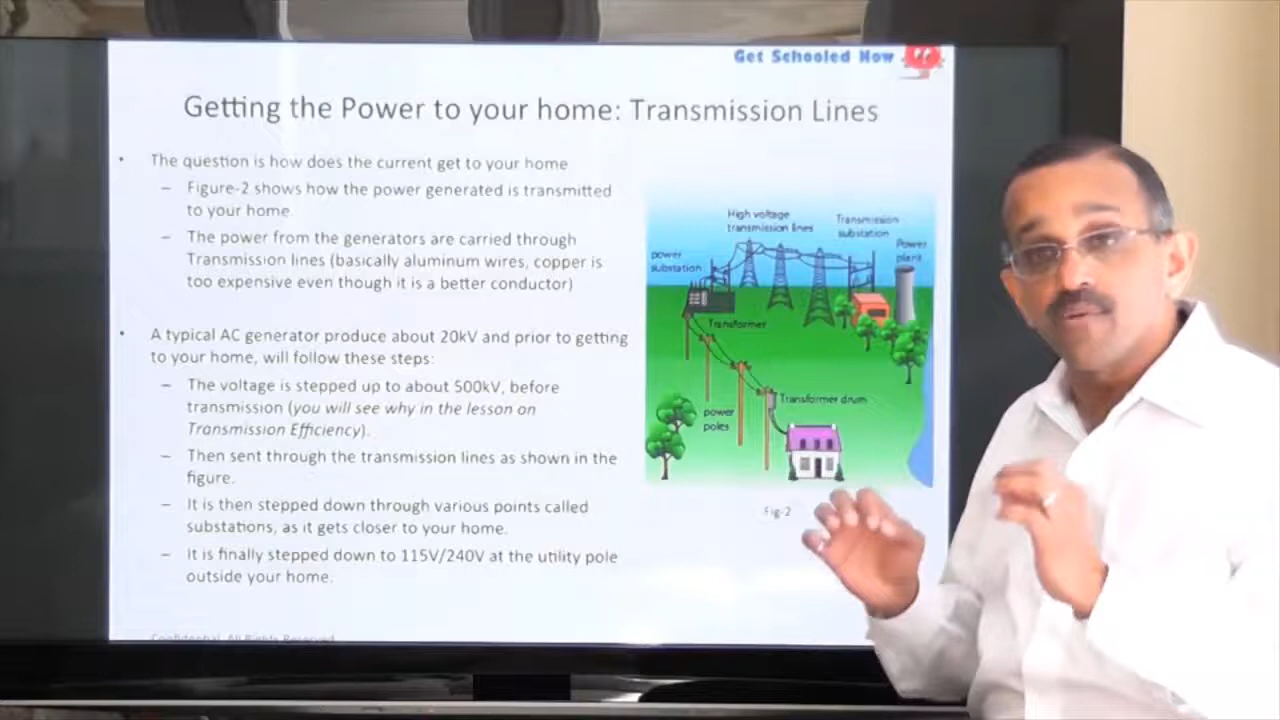 Get Schooled Now
Getting the Power to your home: Transmission Lines
• The question is how does the current get to your home
– Figure-2 shows how the power generated is transmitted
to your home.
– The power from the generators are carried through
Transmission lines (basically aluminum wires, copper is
too expensive even though it is a better conductor)
• A typical AC generator produce about 20kV and prior to getting
to your home, will follow these steps:
– The voltage is stepped up to about 500kV, before
transmission (you will see why in the lesson on
Transmission Efficiency).
– Then sent through the transmission lines as shown in the
figure.
– It is then stepped down through various points called
substations, as it gets closer to your home.
– It is finally stepped down to 115V/240V at the utility pole
outside your home.
High voltage
transmission lines
Transmission
substation
Power
plant
power
substation
Transformer
Transformer drum
power
poles
Fig-2
Confidential. All Rights Reserved